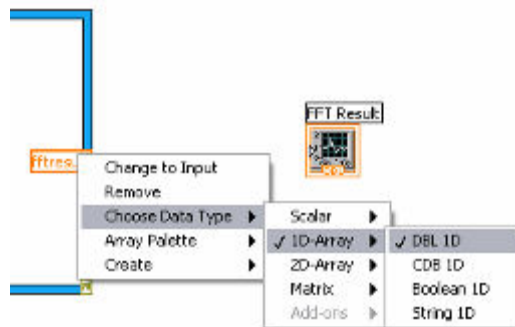 FFT Result
fftresu
Change to Input
Remove
Choose Data Type
Array Palette
Create
Scalar
✓ 1D-Array
2D-Array
Matrix
Add-ons
✓ DBL 1D
CDB 1D
Boolean 1D
String 1D